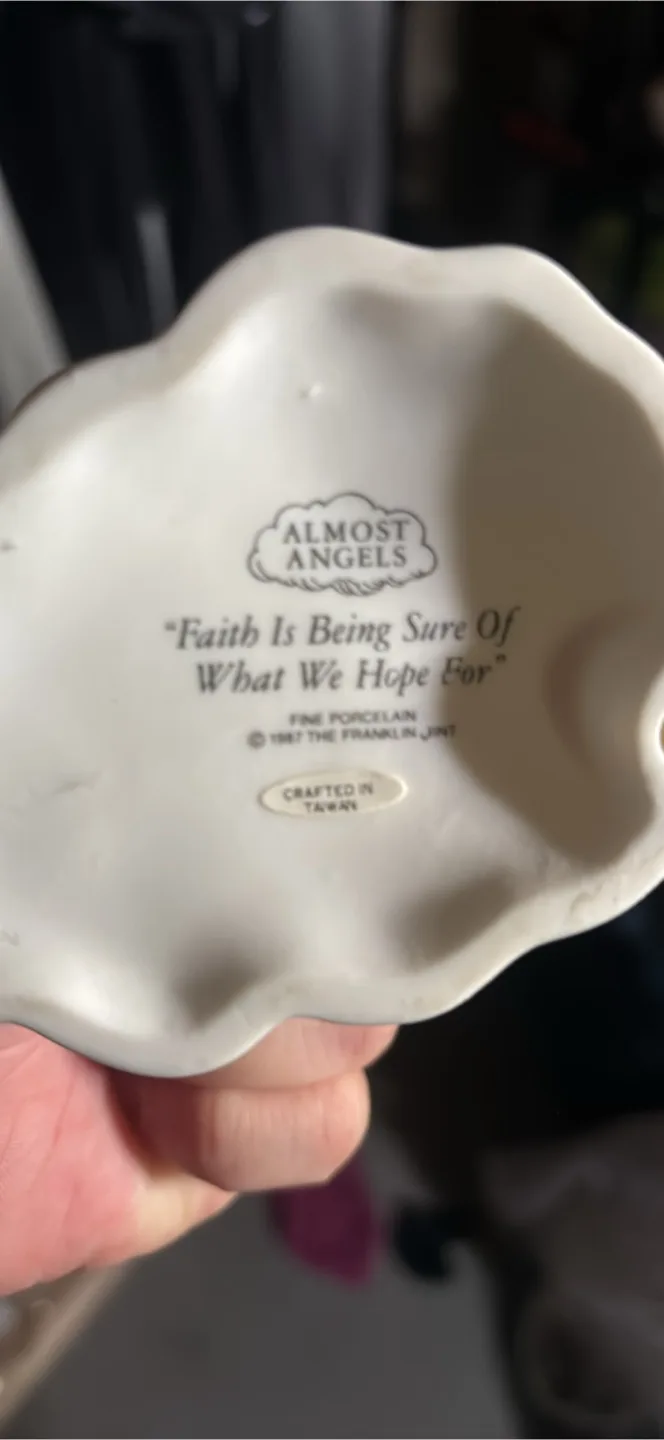 ALMOST
ANGELS
"Faith Is Being Sure Of
What We Hope For"
FINE PORCELAIN
© 1987 THE FRANKLIN MINT
CRAFTED IN
TAIWAN